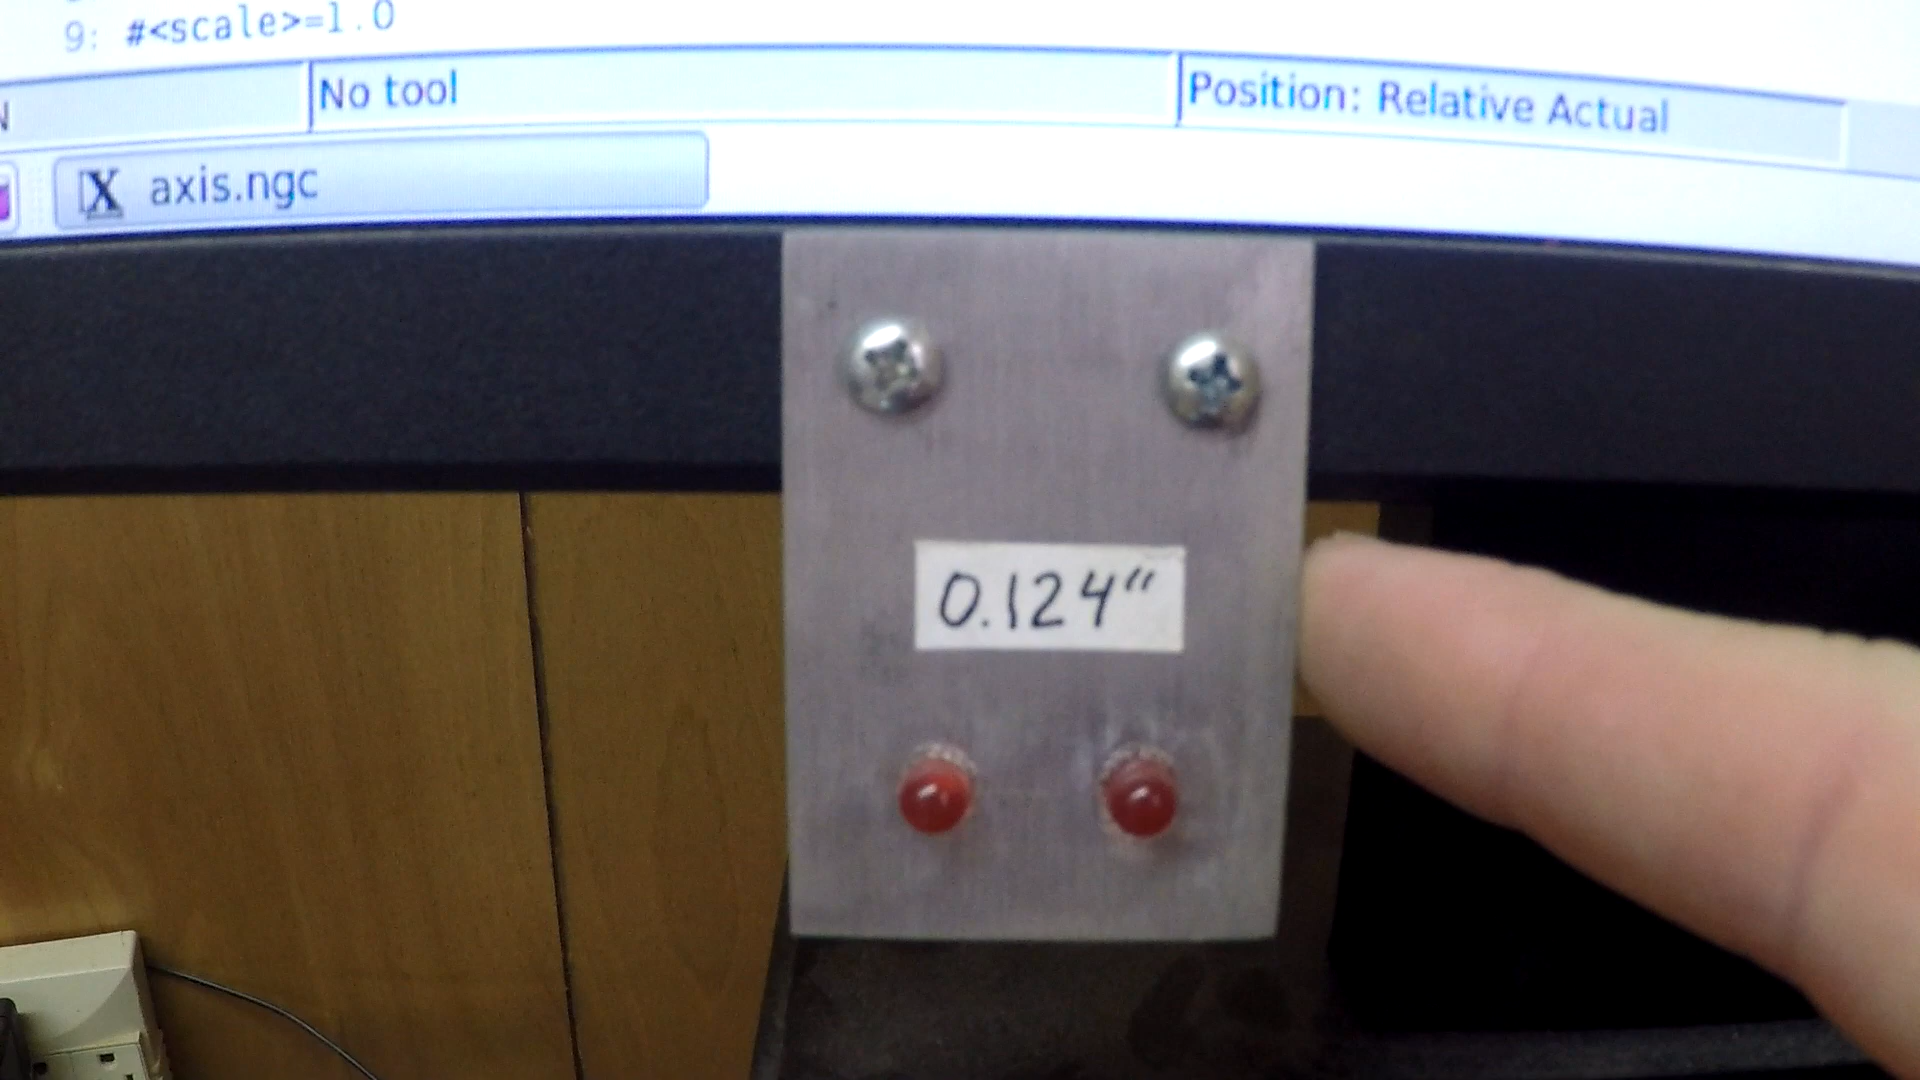 9: #<scale>=1.0
No tool
Position: Relative Actual
X axis.ngc
0.124"